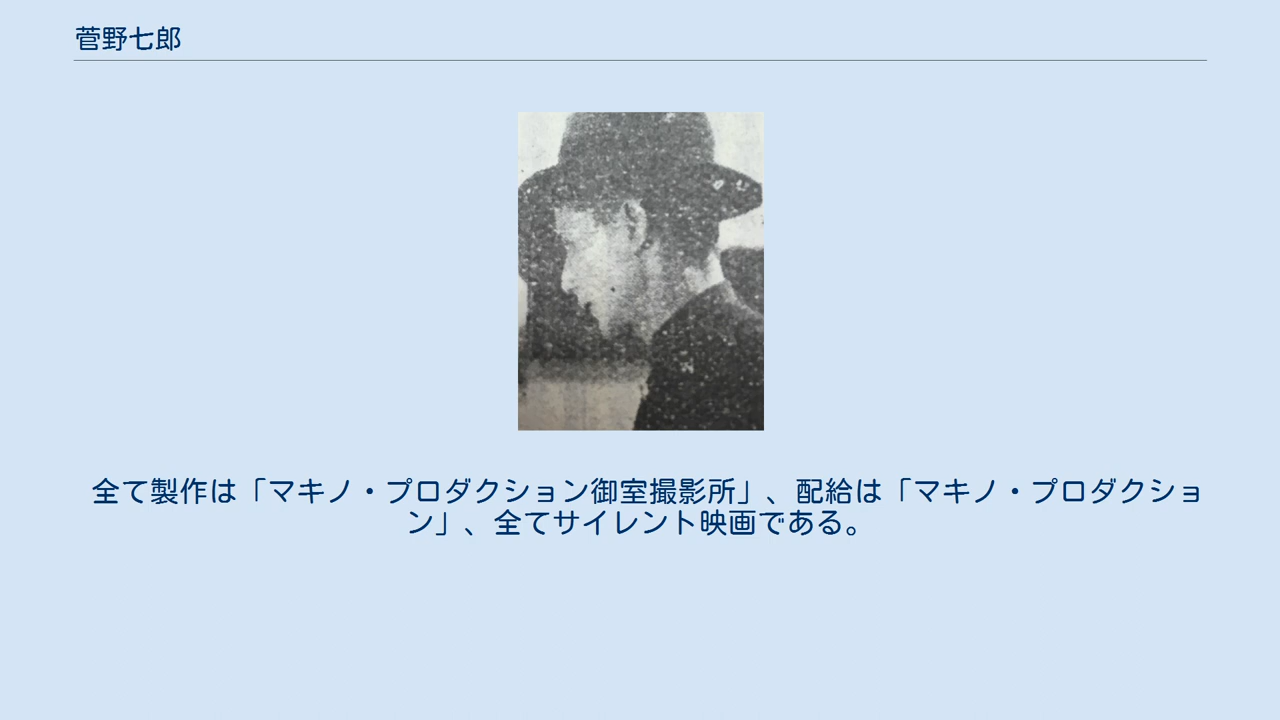 菅野七郎
全て製作は「マキノ・プロダクション御室撮影所」、配給は「マキノ・プロダクショ
ン」、全てサイレント映画である。